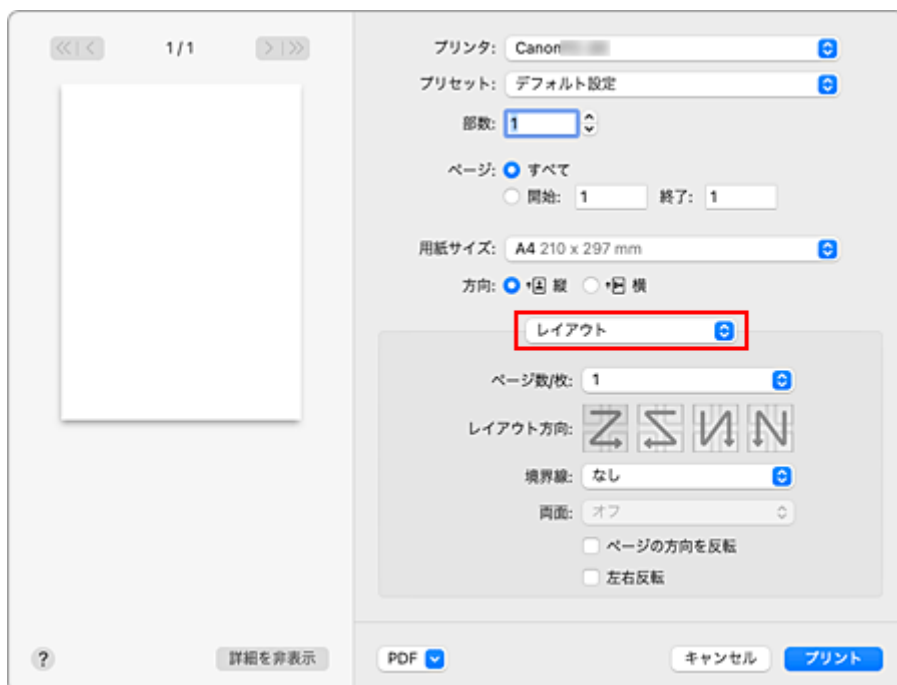 1 / 1
プリンタ: Canon
プリセット: デフォルト設定
部数: 1
ページ: すべて
開始: 1 終了: 1
用紙サイズ: A4 210 x 297 mm
方向: 縦 横
レイアウト
ページ数/枚: 1
レイアウト方向:
境界線: なし
両面: オフ
ページの方向を反転
左右反転
? 詳細を非表示 PDF キャンセル プリント